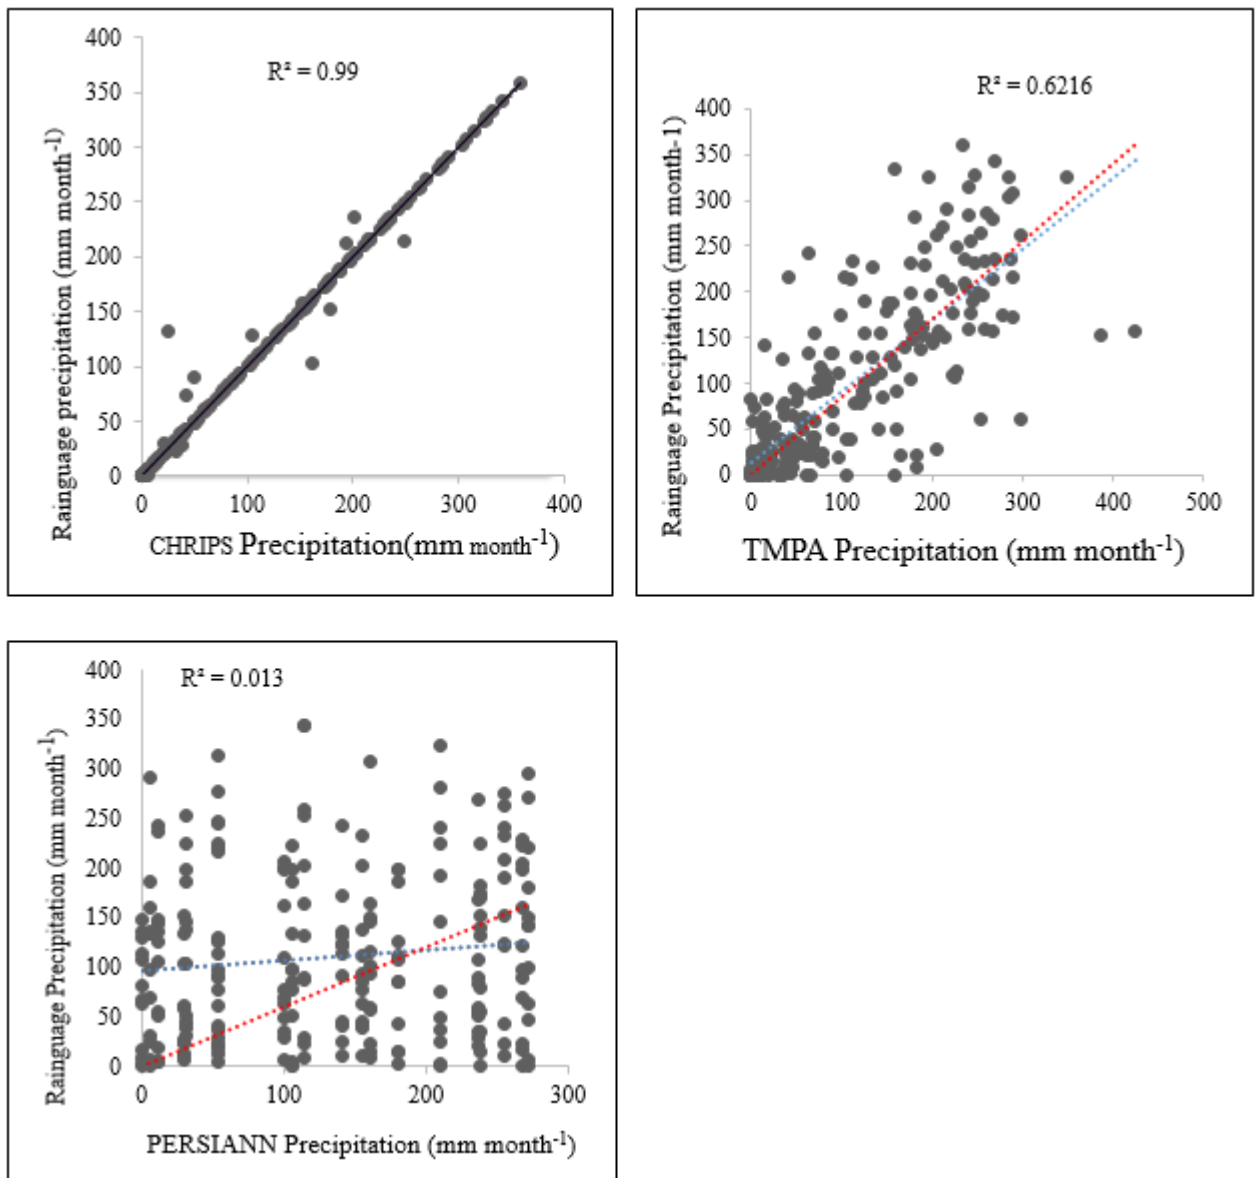 R² = 0.99
400
350
300
250
200
150
100
50
0
0 100 200 300 400
Rainguage precipitation (mm month⁻¹)
CHRIPS Precipitation(mm month⁻¹)
R² = 0.6216
400
350
300
250
200
150
100
50
0
0 100 200 300 400 500
Rainguage Precipitation (mm month-1)
TMPA Precipitation (mm month⁻¹)
R² = 0.013
400
350
300
250
200
150
100
50
0
0 100 200 300
Rainguage Precipitation (mm month⁻¹)
PERSIANN Precipitation (mm month⁻¹)